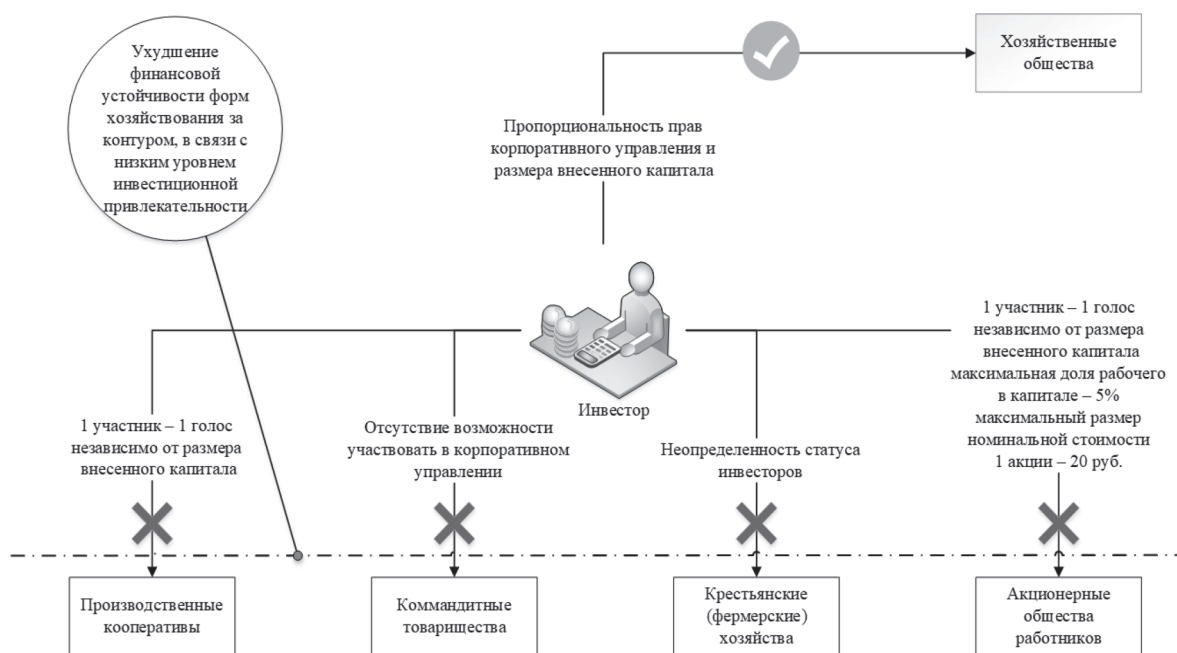 Ухудшение
финансовой
устойчивости форм
хозяйствования за
контуром, в связи с
низким уровнем
инвестиционной
привлекательности
Хозяйственные
общества
Пропорциональность прав
корпоративного управления и
размера внесенного капитала
Инвестор
1 участник – 1 голос
независимо от размера
внесенного капитала
Отсутствие возможности
участвовать в корпоративном
управлении
Неопределенность статуса
инвесторов
1 участник – 1 голос
независимо от размера
внесенного капитала
максимальная доля рабочего
в капитале – 5%
максимальный размер
номинальной стоимости
1 акции – 20 руб.
Производственные
кооперативы
Коммандитные
товарищества
Крестьянские
(фермерские)
хозяйства
Акционерные
общества
работников